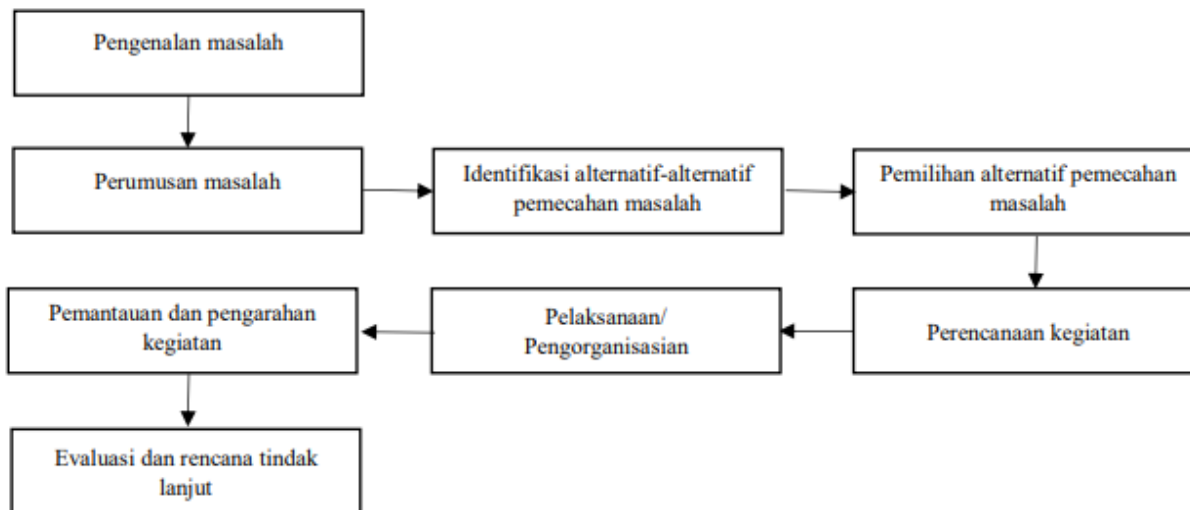 Pengenalan masalah
Perumusan masalah
Identifikasi alternatif-alternatif
pemecahan masalah
Pemilihan alternatif pemecahan
masalah
Perencanaan kegiatan
Pelaksanaan/
Pengorganisasian
Pemantauan dan pengarahan
kegiatan
Evaluasi dan rencana tindak
lanjut